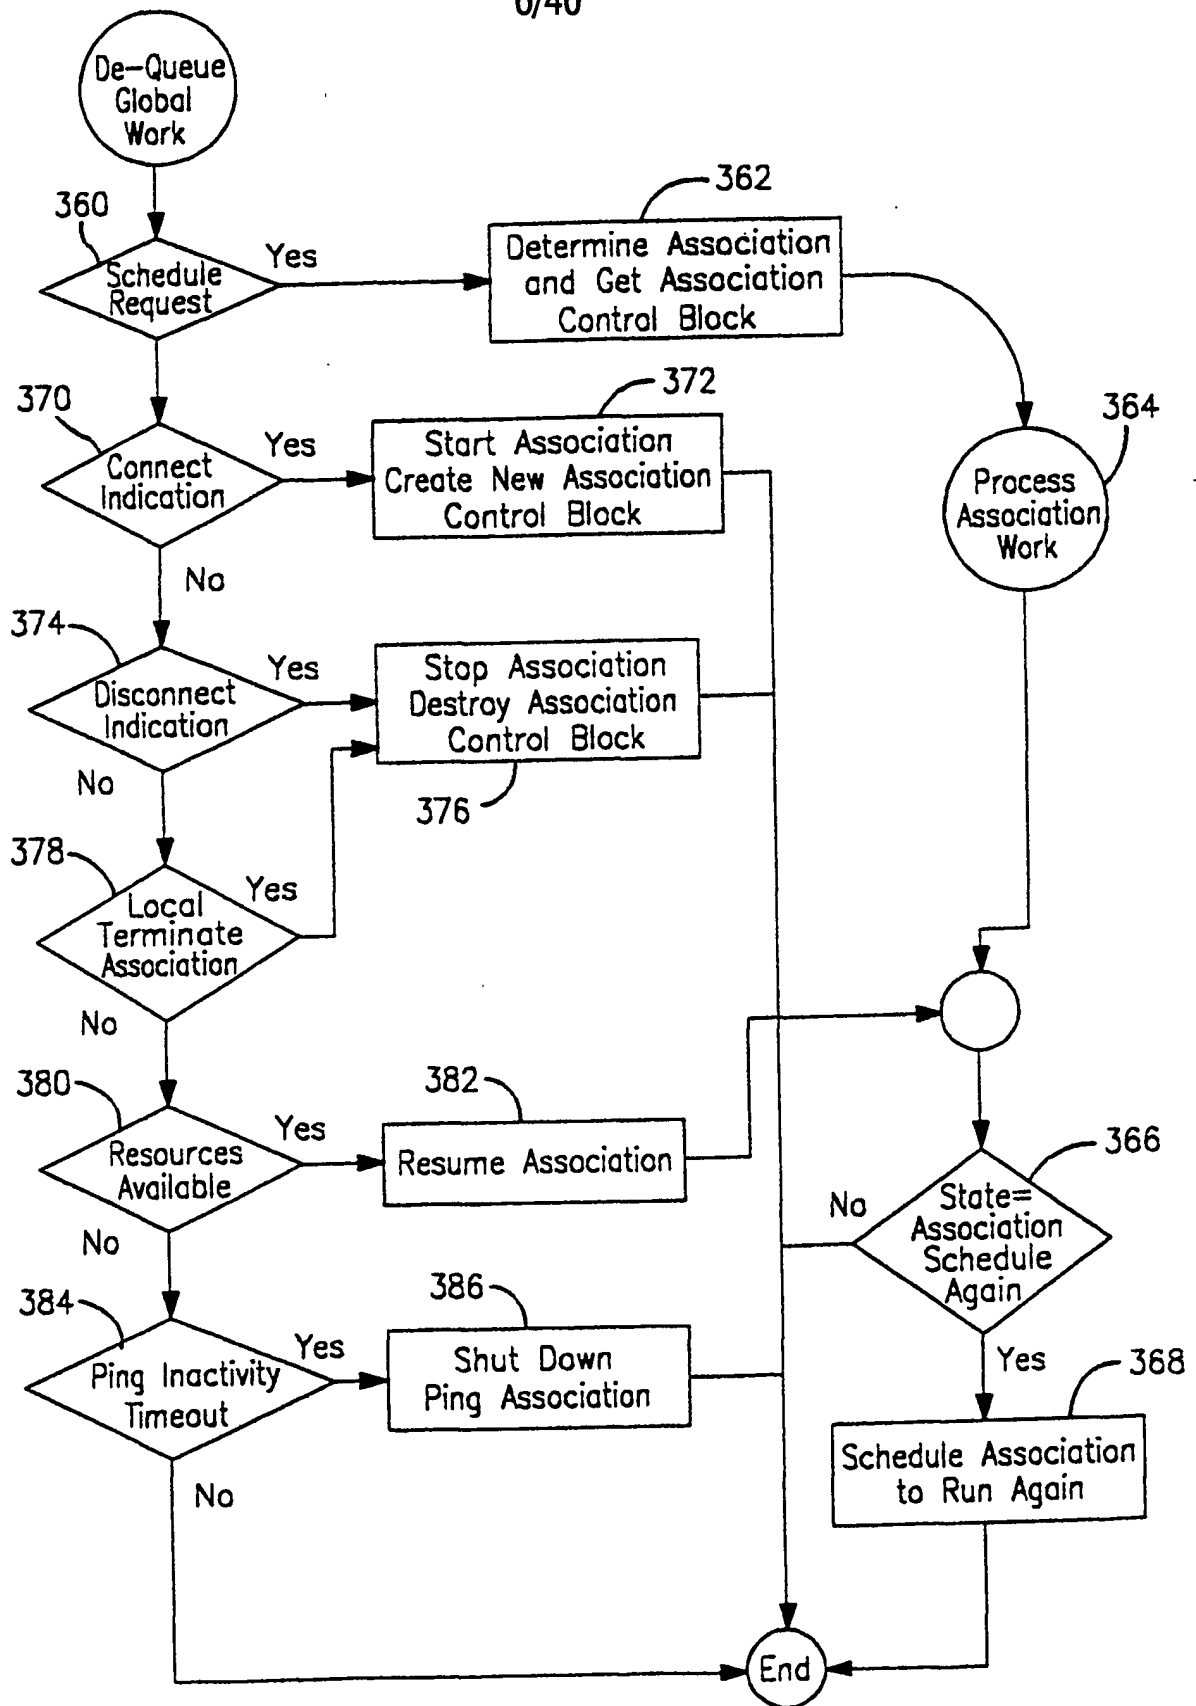 De-Queue
Global
Work
360
Schedule
Request
Yes
362
Determine Association
and Get Association
Control Block
370
Connect
Indication
Yes
372
Start Association
Create New Association
Control Block
364
Process
Association
Work
No
374
Disconnect
Indication
Yes
Stop Association
Destroy Association
Control Block
376
No
378
Local
Terminate
Association
Yes
No
380
Resources
Available
Yes
382
Resume Association
366
State=
Association
Schedule
Again
No
No
384
Ping Inactivity
Timeout
Yes
386
Shut Down
Ping Association
Yes
368
Schedule Association
to Run Again
No
End